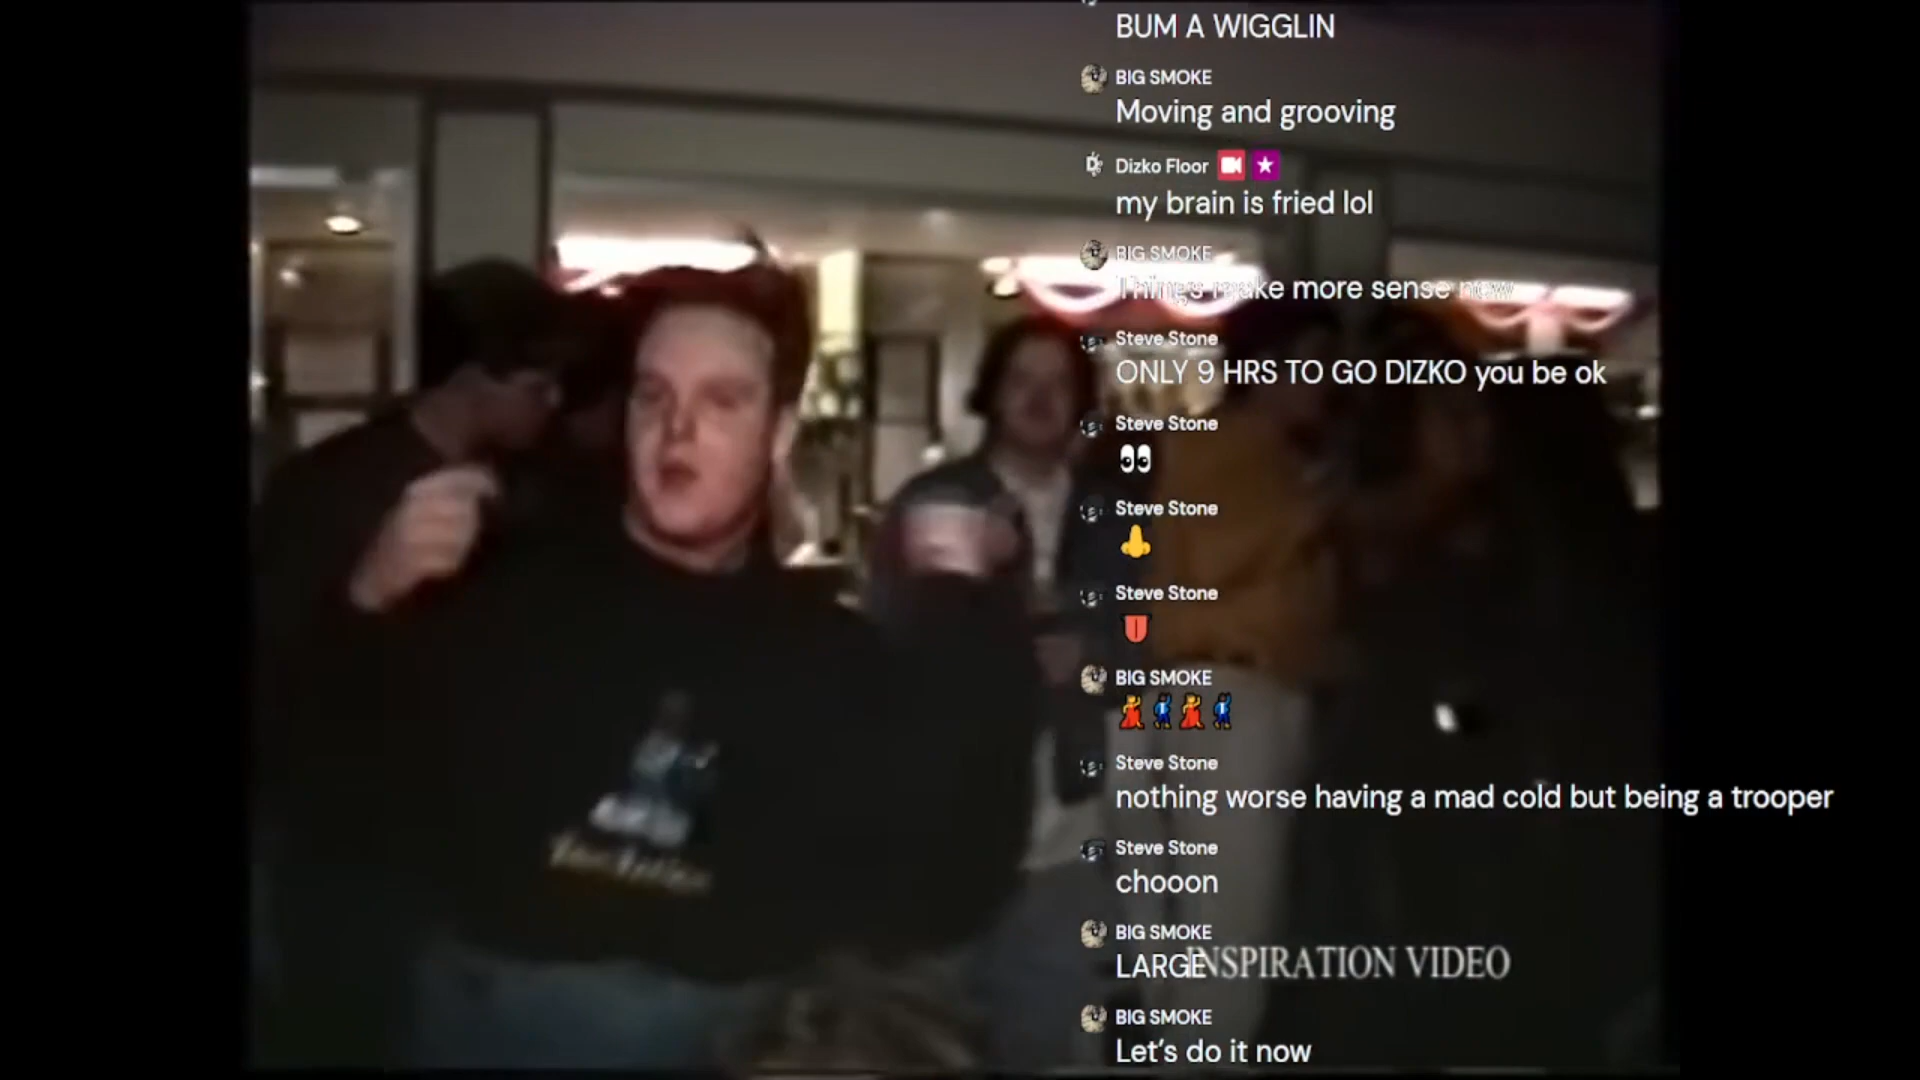 BUM A WIGGLIN
BIG SMOKE
Moving and grooving
Dizko Floor
my brain is fried lol
BIG SMOKE
Things make more sense now
Steve Stone
ONLY 9 HRS TO GO DIZKO you be ok
Steve Stone
👀
Steve Stone
👃
Steve Stone
👅
BIG SMOKE
💃🕺💃🕺
Steve Stone
nothing worse having a mad cold but being a trooper
Steve Stone
chooon
BIG SMOKE
LARGE
INSPIRATION VIDEO
BIG SMOKE
Let's do it now